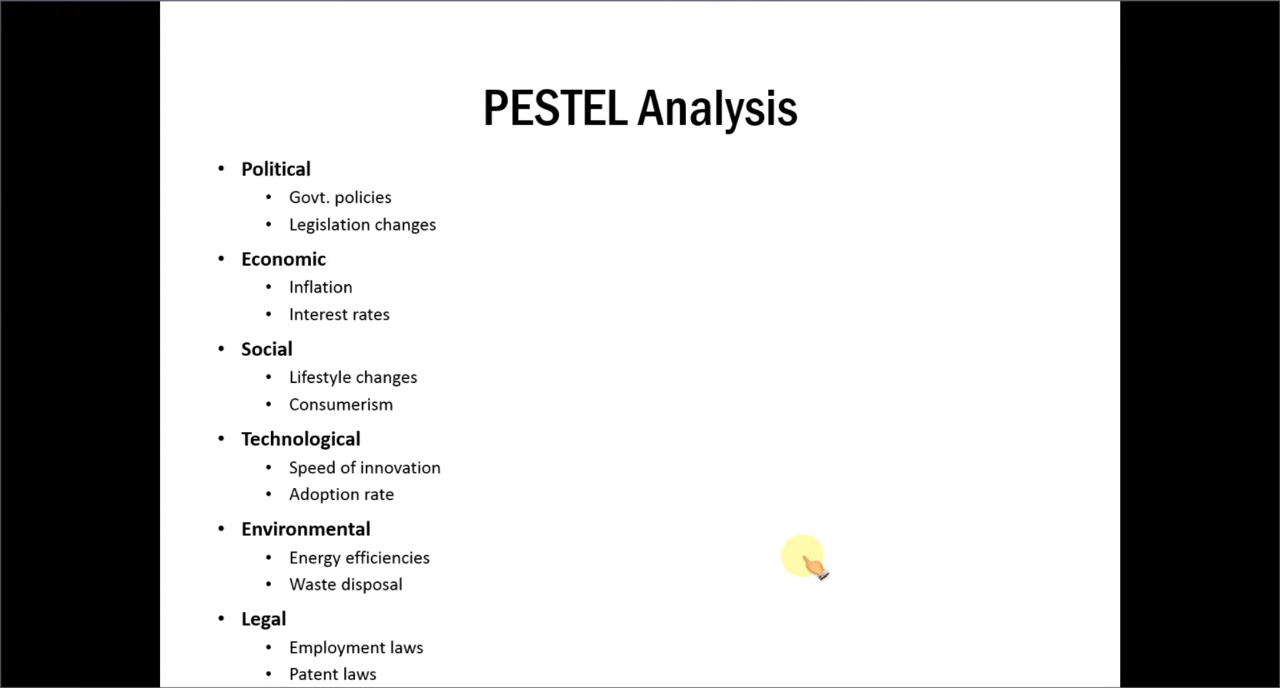 PESTEL Analysis
• Political
• Govt. policies
• Legislation changes
• Economic
• Inflation
• Interest rates
• Social
• Lifestyle changes
• Consumerism
• Technological
• Speed of innovation
• Adoption rate
• Environmental
• Energy efficiencies
• Waste disposal
• Legal
• Employment laws
• Patent laws